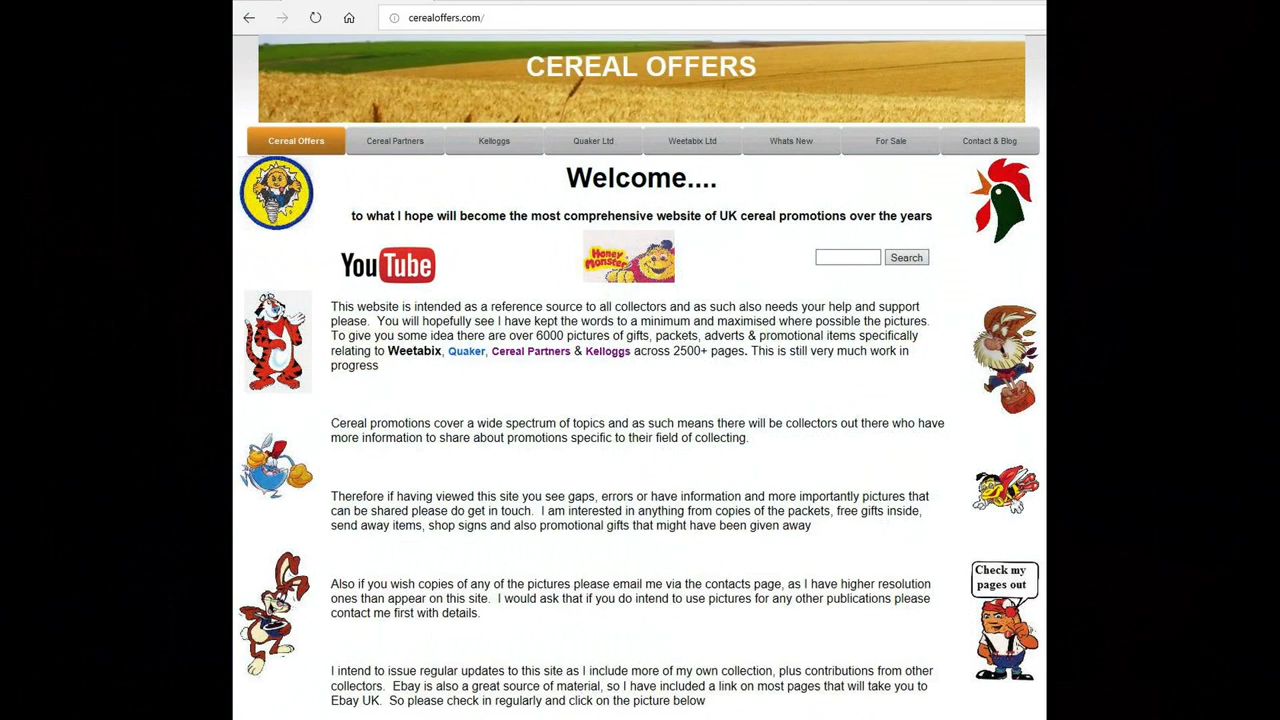 cerealoffers.com/
CEREAL OFFERS
Cereal Offers
Cereal Partners
Kelloggs
Quaker Ltd
Weetabix Ltd
Whats New
For Sale
Contact & Blog
Welcome....
to what I hope will become the most comprehensive website of UK cereal promotions over the years
YouTube
Honey
Monster
Search
This website is intended as a reference source to all collectors and as such also needs your help and support
please. You will hopefully see I have kept the words to a minimum and maximised where possible the pictures.
To give you some idea there are over 6000 pictures of gifts, packets, adverts & promotional items specifically
relating to Weetabix, Quaker, Cereal Partners & Kelloggs across 2500+ pages. This is still very much work in
progress
Cereal promotions cover a wide spectrum of topics and as such means there will be collectors out there who have
more information to share about promotions specific to their field of collecting.
Therefore if having viewed this site you see gaps, errors or have information and more importantly pictures that
can be shared please do get in touch. I am interested in anything from copies of the packets, free gifts inside,
send away items, shop signs and also promotional gifts that might have been given away
Also if you wish copies of any of the pictures please email me via the contacts page, as I have higher resolution
ones than appear on this site. I would ask that if you do intend to use pictures for any other publications please
contact me first with details.
Check my
pages out
I intend to issue regular updates to this site as I include more of my own collection, plus contributions from other
collectors. Ebay is also a great source of material, so I have included a link on most pages that will take you to
Ebay UK. So please check in regularly and click on the picture below